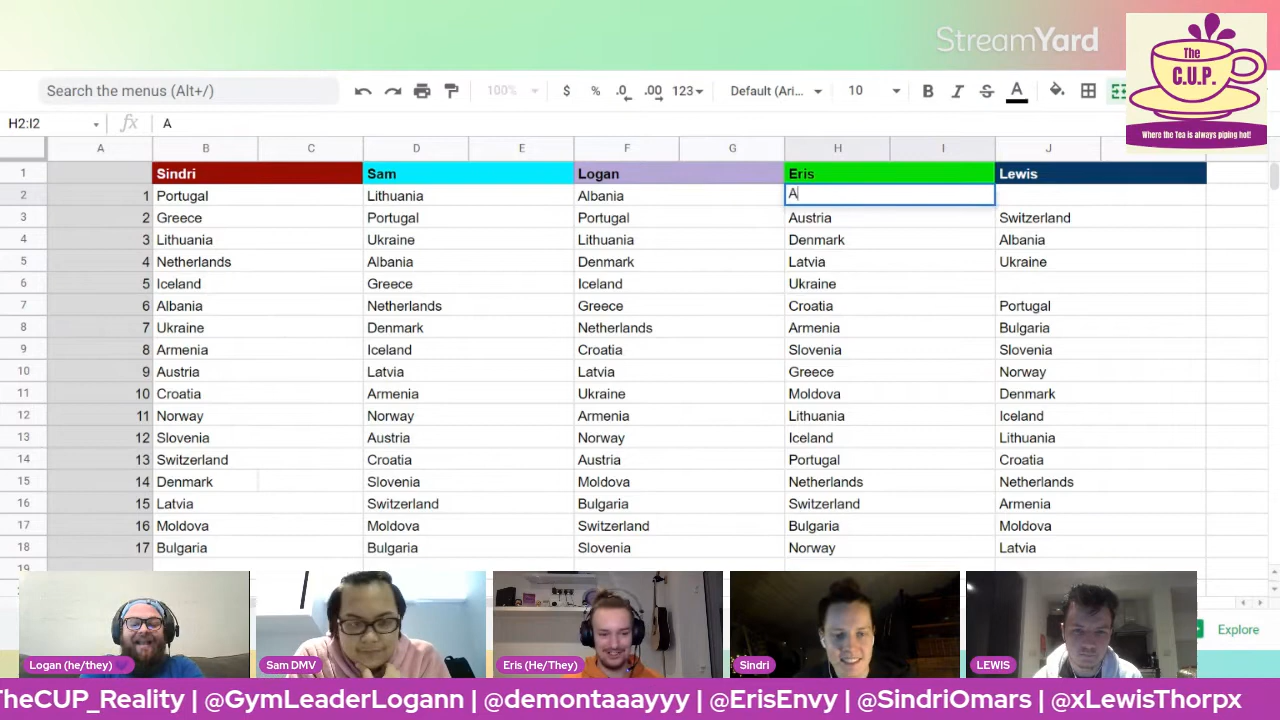 StreamYard
The
C.U.P.
Where the Tea is always piping hot!
Search the menus (Alt+/)
100%
$ % .0 .00 123
Default (Ari...
10
B I S A
H2:I2
fx A
A B C D E F G H I J
1 Sindri Sam Logan Eris Lewis
2 1 Portugal Lithuania Albania A
3 2 Greece Portugal Portugal Austria Switzerland
4 3 Lithuania Ukraine Lithuania Denmark Albania
5 4 Netherlands Albania Denmark Latvia Ukraine
6 5 Iceland Greece Iceland Ukraine
7 6 Albania Netherlands Greece Croatia Portugal
8 7 Ukraine Denmark Netherlands Armenia Bulgaria
9 8 Armenia Iceland Croatia Slovenia Slovenia
10 9 Austria Latvia Latvia Greece Norway
11 10 Croatia Armenia Ukraine Moldova Denmark
12 11 Norway Norway Armenia Lithuania Iceland
13 12 Slovenia Austria Norway Iceland Lithuania
14 13 Switzerland Croatia Austria Portugal Croatia
15 14 Denmark Slovenia Moldova Netherlands Netherlands
16 15 Latvia Switzerland Bulgaria Switzerland Armenia
17 16 Moldova Moldova Switzerland Bulgaria Moldova
18 17 Bulgaria Bulgaria Slovenia Norway Latvia
19
Explore
Logan (he/they) 💜
Sam DMV
Eris (He/They)
Sindri
LEWIS
TheCUP_Reality | @GymLeaderLogann | @demontaaayyy | @ErisEnvy | @SindriOmars | @xLewisThorpx